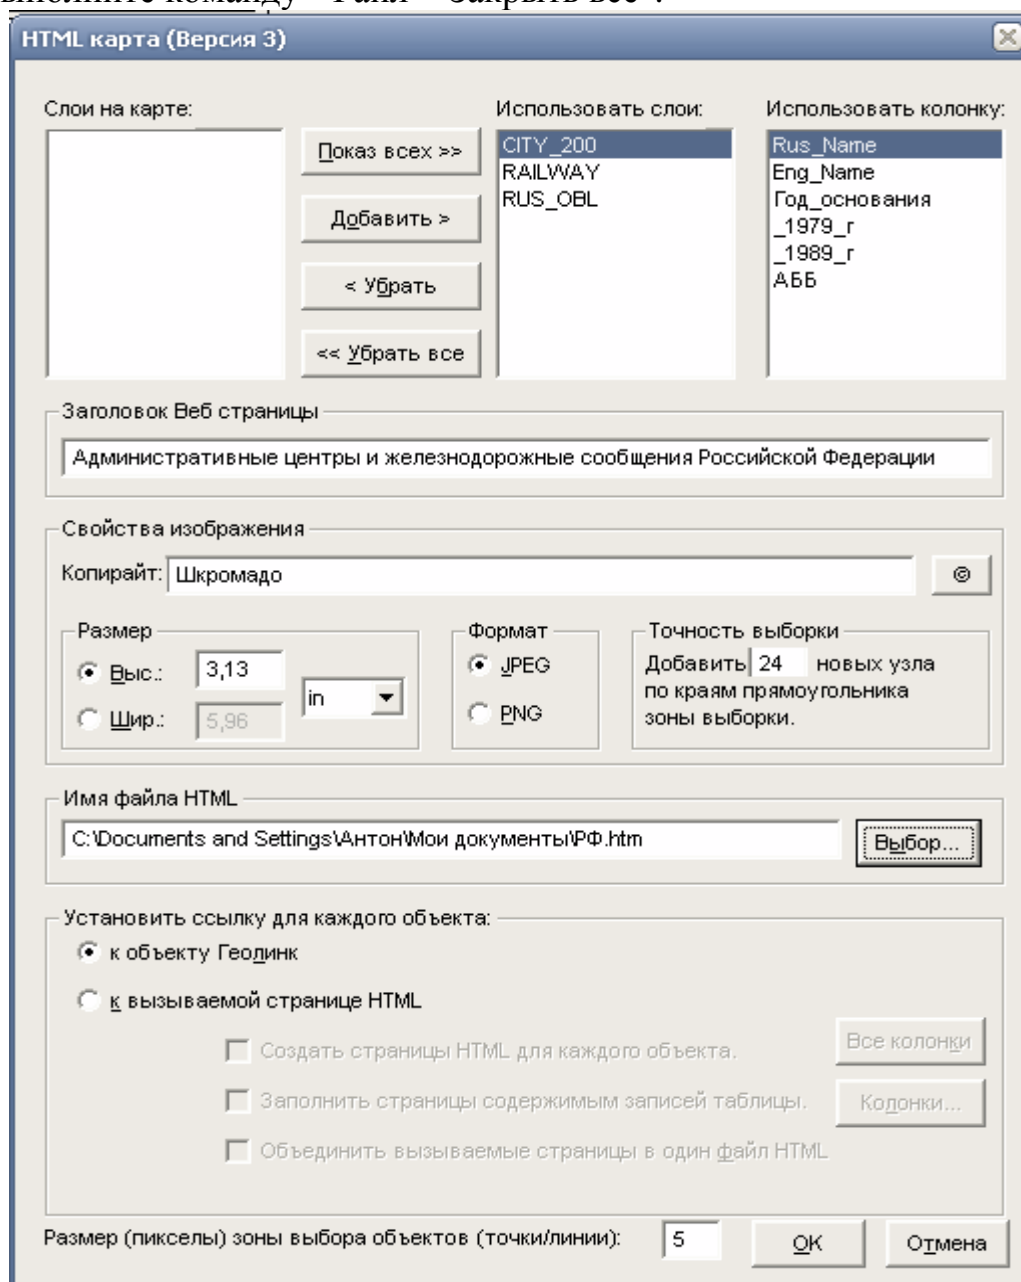 команду "Файл – Закрыть все".
HTML карта (Версия 3)
Слои на карте:
Показ всех >>
Добавить >
< Убрать
<< Убрать все
Использовать слои:
CITY_200
RAILWAY
RUS_OBL
Использовать колонку:
Rus_Name
Eng_Name
Год_основания
_1979_г
_1989_г
АББ
Заголовок Веб страницы
Административные центры и железнодорожные сообщения Российской Федерации
Свойства изображения
Копирайт: Шкромадо ©
Размер
Выс.: 3,13
Шир.: 5,96
in
Формат
JPEG
PNG
Точность выборки
Добавить 24 новых узла
по краям прямоугольника
зоны выборки.
Имя файла HTML
C:\Documents and Settings\Антон\Мои документы\РФ.htm
Выбор...
Установить ссылку для каждого объекта:
к объекту Геолинк
к вызываемой странице HTML
Создать страницы HTML для каждого объекта.
Все колонки
Заполнить страницы содержимым записей таблицы.
Колонки...
Объединить вызываемые страницы в один файл HTML
Размер (пикселы) зоны выбора объектов (точки/линии): 5
OK
Отмена